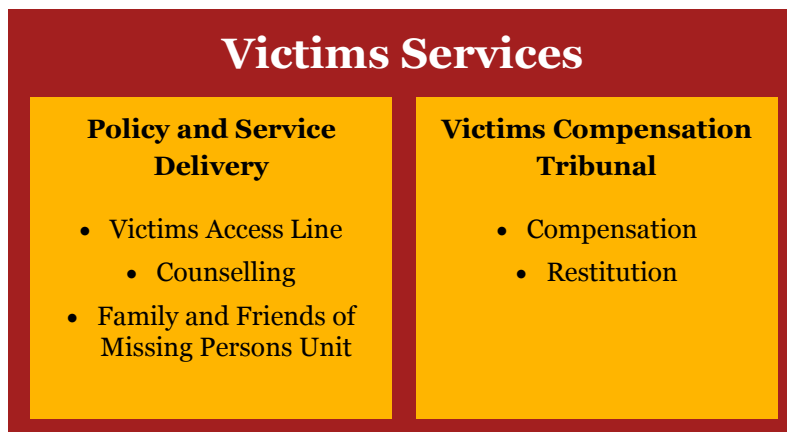 Victims Services
Policy and Service
Delivery
• Victims Access Line
• Counselling
• Family and Friends of
Missing Persons Unit
Victims Compensation
Tribunal
• Compensation
• Restitution